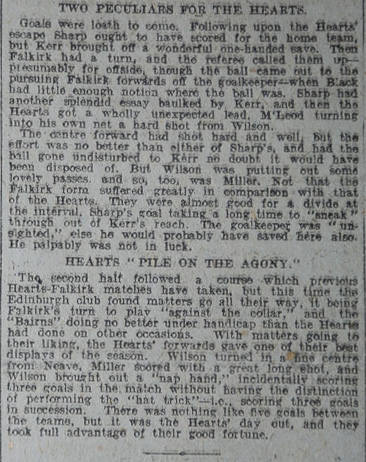 TWO PECULIARS FOR THE HEARTS.
Goals were loath to come. Following upon the Hearts'
escape Sharp ought to have scored for the home team,
but Kerr brought off a wonderful one-handed save. Then
Falkirk had a turn, and the referee called them up—
presumably for offside, though the ball came out to the
pursuing Falkirk forwards off the goalkeeper—when Black
had little enough notion where the ball was. Sharp had
another splendid essay baulked by Kerr, and then the
Hearts got a wholly unexpected lead, M'Leod turning
into his own net a hard shot from Wilson.
The centre forward had shot hard and well, but the
effort was no better than either of Sharp's, and had the
ball gone undisturbed to Kerr no doubt it would have
been disposed of. But Wilson was putting out some
lovely passes, and so, too, was Miller. Not that the
Falkirk form suffered greatly in comparison with that
of the Hearts. They were almost good for a divide at
the interval, Sharp's goal taking a long time to "sneak"
through out of Kerr's reach. The goalkeeper was "un-
sighted," else he would probably have saved here also.
He palpably was not in luck.
HEARTS "PILE ON THE AGONY."
The second half followed a course which previous
Hearts-Falkirk matches have taken, but this time the
Edinburgh club found matters go all their way, it being
Falkirk's turn to play "against the collar," and the
"Bairns" doing no better under handicap than the Hearts
had done on other occasions. With matters going to
their liking, the Hearts' forwards gave one of their best
displays of the season. Wilson turned in a fine centre
from Neave, Miller scored with a great long shot, and
Wilson brought out a "nap hand," incidentally scoring
three goals in the match without having the distinction
of performing the "hat trick"—i.e., scoring three goals
in succession. There was nothing like five goals between
the teams, but it was the Hearts' day out, and they
took full advantage of their good fortune.